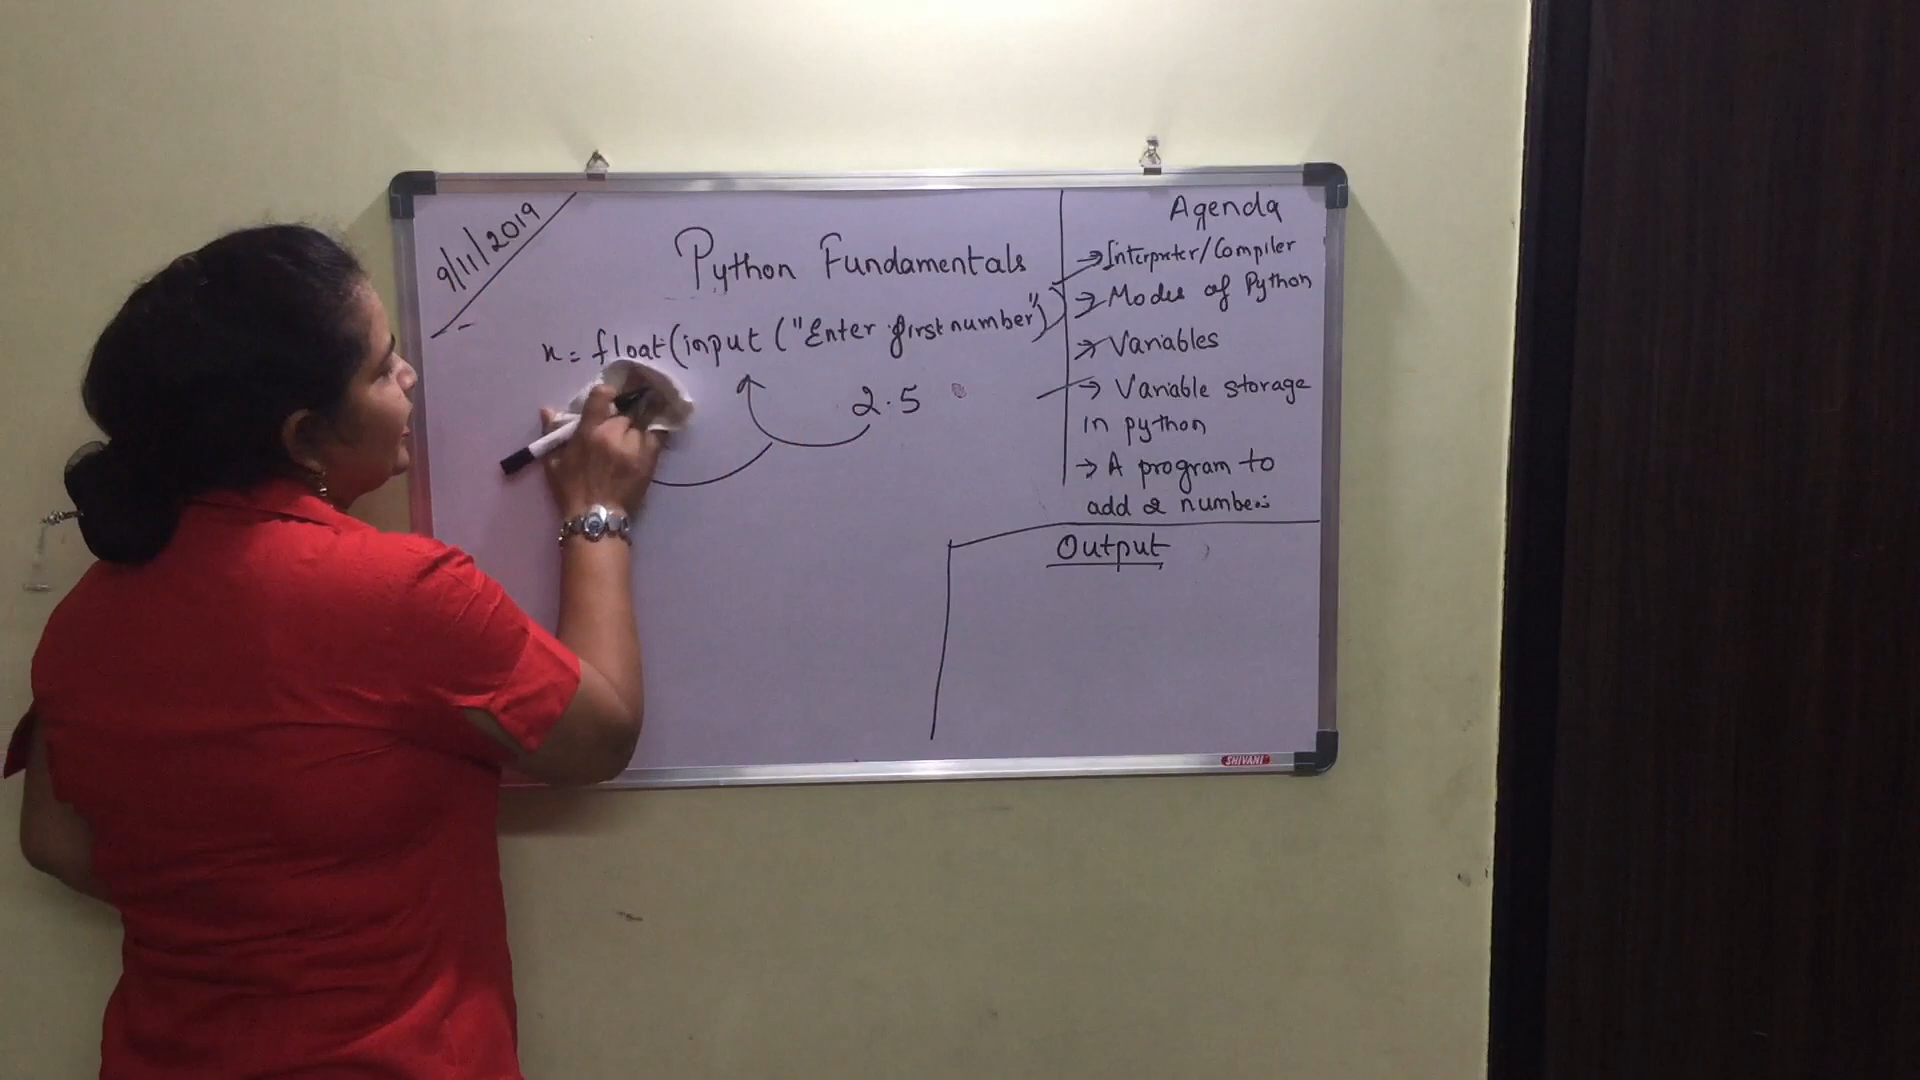 9/11/2019
Python Fundamentals
x = float(input("Enter first number"))
2.5
Agenda
→ Interpreter/Compiler
→ Modes of Python
→ Variables
→ Variable storage
in python
→ A program to
add 2 numbers
Output
SHIVANI